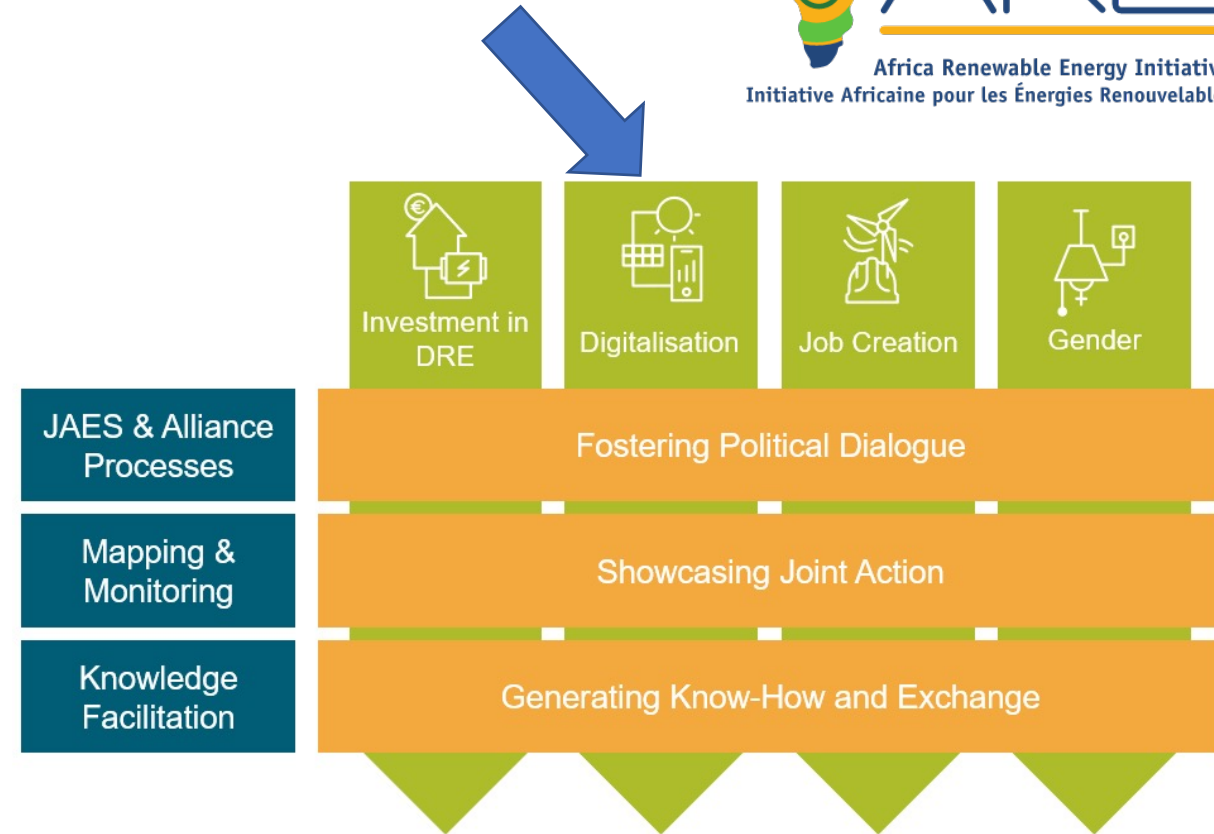 Africa Renewable Energy Initiativ
Initiative Africaine pour les Énergies Renouvelabl
Investment in
DRE
Digitalisation
Job Creation
Gender
JAES & Alliance
Processes
Fostering Political Dialogue
Mapping &
Monitoring
Showcasing Joint Action
Knowledge
Facilitation
Generating Know-How and Exchange